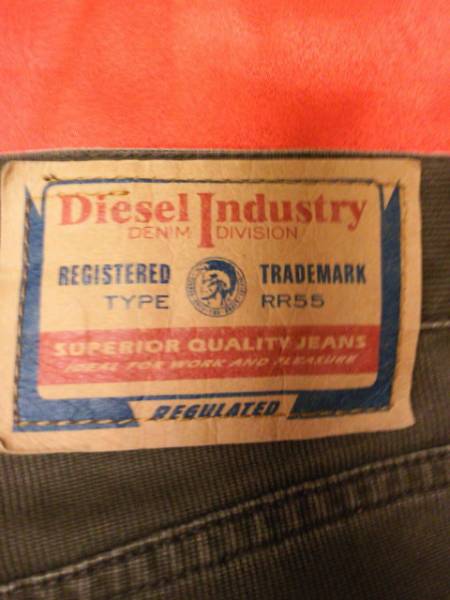 Diesel Industry
DENIM DIVISION
REGISTERED TRADEMARK
TYPE RR55
SUPERIOR QUALITY JEANS
IDEAL FOR WORK AND PLEASURE
REGULATED